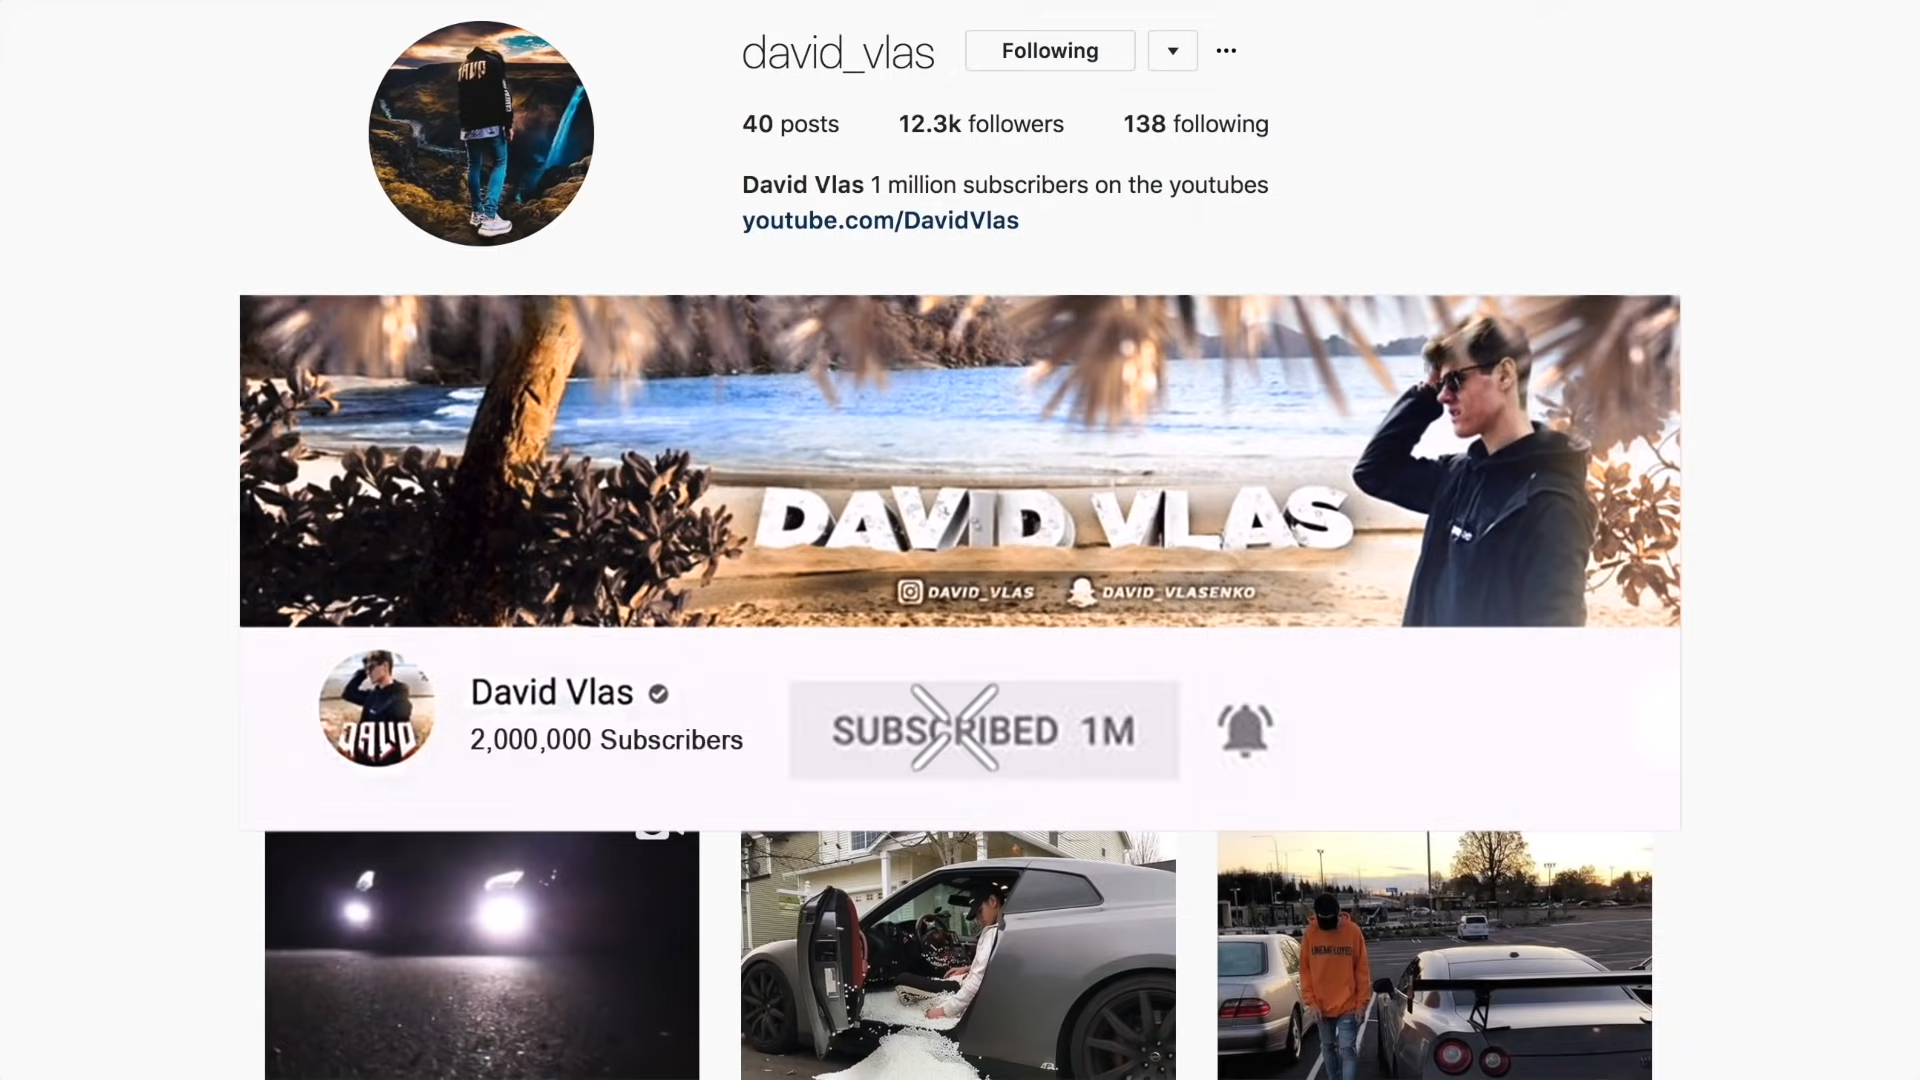 david_vlas Following
40 posts 12.3k followers 138 following
David Vlas 1 million subscribers on the youtubes
youtube.com/DavidVlas
DAVID VLAS
DAVID_VLAS DAVID_VLASENKO
David Vlas
2,000,000 Subscribers
SUBSCRIBED 1M
UNEMPLOYED